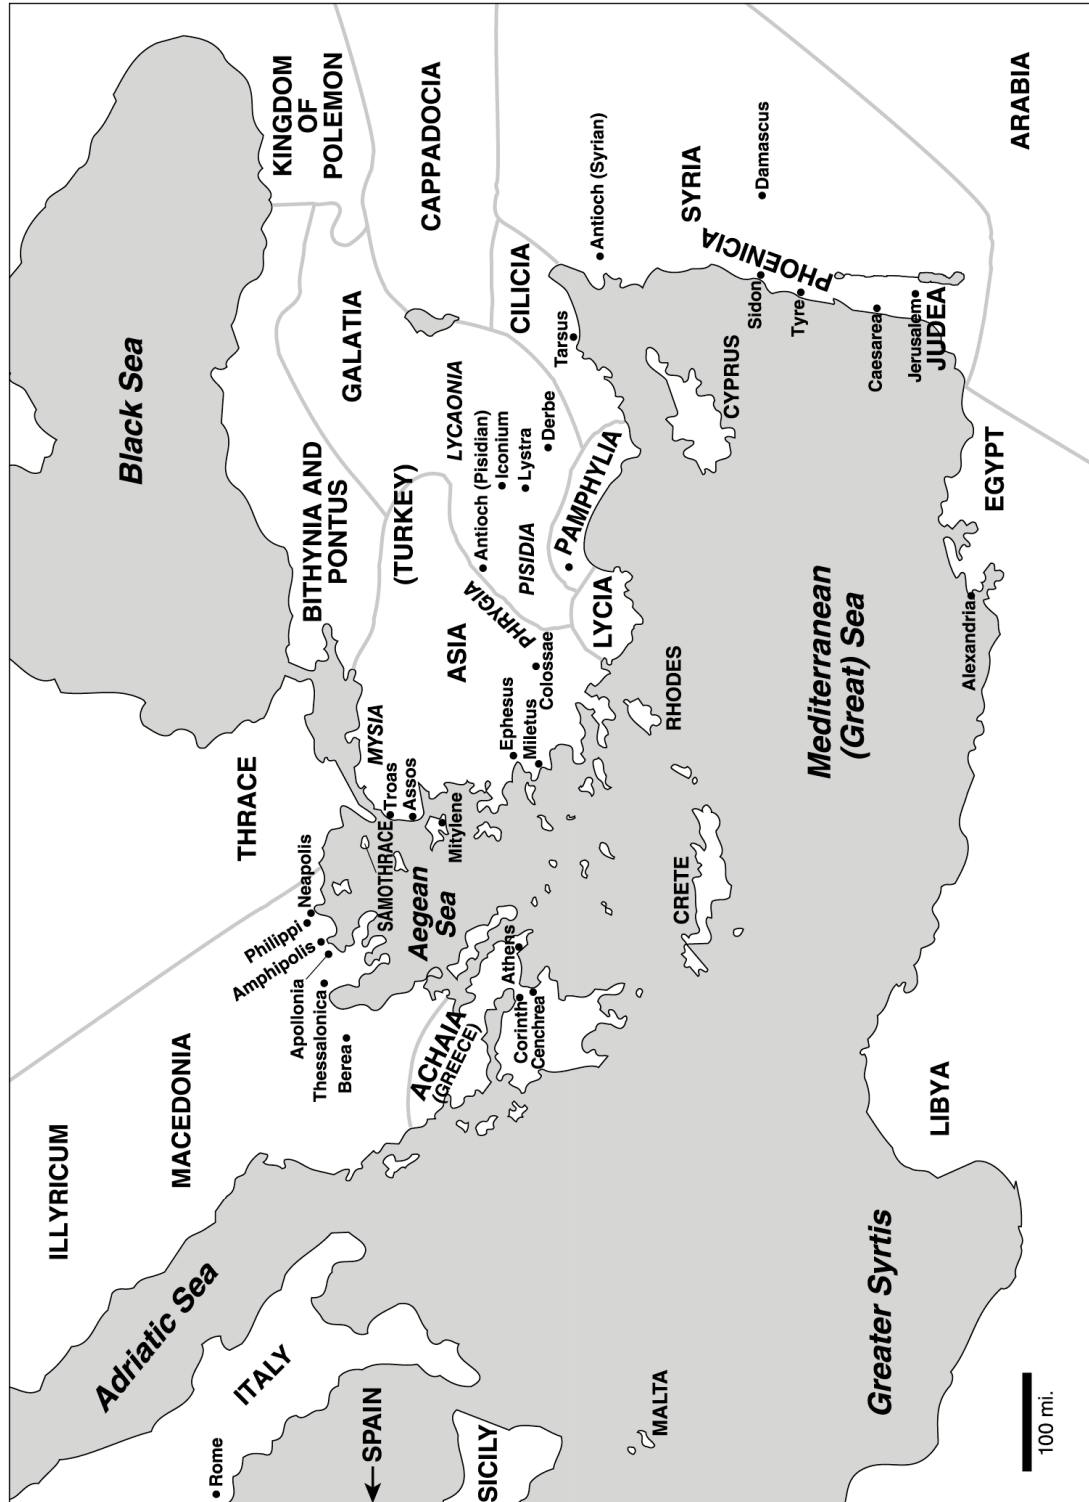 Black Sea
KINGDOM
OF
POLEMON
CAPPADOCIA
GALATIA
BITHYNIA AND
PONTUS
(TURKEY)
LYCAONIA
CILICIA
Tarsus
Antioch (Syrian)
SYRIA
Damascus
ARABIA
PHOENICIA
Sidon
Tyre
Caesarea
Jerusalem
JUDEA
CYPRUS
Antioch (Pisidian)
Iconium
Lystra
Derbe
PISIDIA
PAMPHYLIA
PHRYGIA
LYCIA
ASIA
Colossae
Ephesus
Miletus
MYSIA
Troas
Assos
Mitylene
RHODES
THRACE
SAMOTHRACE
Neapolis
Philippi
Amphipolis
Apollonia
Thessalonica
Berea
Aegean
Sea
Athens
Corinth
Cenchrea
ACHAIA
(GREECE)
CRETE
MACEDONIA
ILLYRICUM
Adriatic Sea
ITALY
Rome
SPAIN
SICILY
MALTA
Mediterranean
(Great) Sea
EGYPT
Alexandria
LIBYA
Greater Syrtis
100 mi.